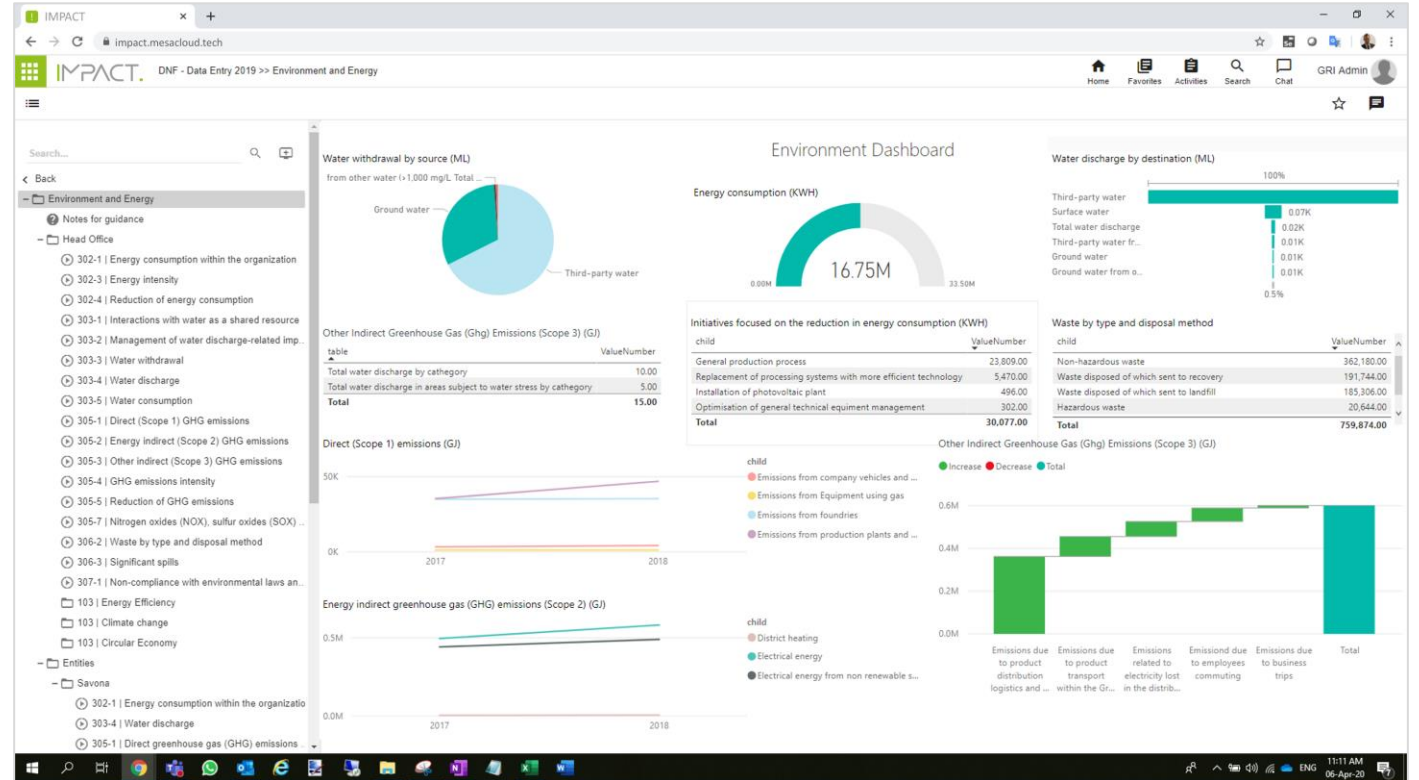 IMPACT
impact.mesacloud.tech
IMPACT. DNF - Data Entry 2019 >> Environment and Energy
Home Favorites Activities Search Chat GRI Admin
Search...
Back
Environment and Energy
Notes for guidance
Head Office
302-1 | Energy consumption within the organization
302-3 | Energy intensity
302-4 | Reduction of energy consumption
303-1 | Interactions with water as a shared resource
303-2 | Management of water discharge-related imp...
303-3 | Water withdrawal
303-4 | Water discharge
303-5 | Water consumption
305-1 | Direct (Scope 1) GHG emissions
305-2 | Energy indirect (Scope 2) GHG emissions
305-3 | Other indirect (Scope 3) GHG emissions
305-4 | GHG emissions intensity
305-5 | Reduction of GHG emissions
305-7 | Nitrogen oxides (NOX), sulfur oxides (SOX) ...
306-2 | Waste by type and disposal method
306-3 | Significant spills
307-1 | Non-compliance with environmental laws an...
103 | Energy Efficiency
103 | Climate change
103 | Circular Economy
Entities
Savona
302-1 | Energy consumption within the organizatio
303-4 | Water discharge
305-1 | Direct greenhouse gas (GHG) emissions ...
Environment Dashboard
Water withdrawal by source (ML)
from other water (>1,000 mg/L Total ...
Ground water
Third-party water
Energy consumption (KWH)
16.75M
0.00M 33.50M
Water discharge by destination (ML)
100%
Third-party water
Surface water 0.07K
Total water discharge 0.02K
Third-party water fr... 0.01K
Ground water 0.01K
Ground water from o... 0.01K
0.5%
Other Indirect Greenhouse Gas (Ghg) Emissions (Scope 3) (GJ)
table ValueNumber
Total water discharge by cathegory 10.00
Total water discharge in areas subject to water stress by cathegory 5.00
Total 15.00
Initiatives focused on the reduction in energy consumption (KWH)
child ValueNumber
General production process 23,809.00
Replacement of processing systems with more efficient technology 5,470.00
Installation of photovoltaic plant 496.00
Optimisation of general technical equiment management 302.00
Total 30,077.00
Waste by type and disposal method
child ValueNumber
Non-hazardous waste 362,180.00
Waste disposed of which sent to recovery 191,744.00
Waste disposed of which sent to landfill 185,306.00
Hazardous waste 20,644.00
Total 759,874.00
Direct (Scope 1) emissions (GJ)
50K
0K
2017 2018
child
Emissions from company vehicles and ...
Emissions from Equipment using gas
Emissions from foundries
Emissions from production plants and ...
Energy indirect greenhouse gas (GHG) emissions (Scope 2) (GJ)
0.5M
0.0M
2017 2018
child
District heating
Electrical energy
Electrical energy from non renewable s...
Other Indirect Greenhouse Gas (Ghg) Emissions (Scope 3) (GJ)
Increase Decrease Total
0.6M
0.4M
0.2M
0.0M
Emissions due to product distribution logistics and ...
Emissions due to product transport within the Gr...
Emissions related to electricity lost in the distrib...
Emissiond due to employees commuting
Emissions due to business trips
Total
ENG
11:11 AM
06-Apr-20